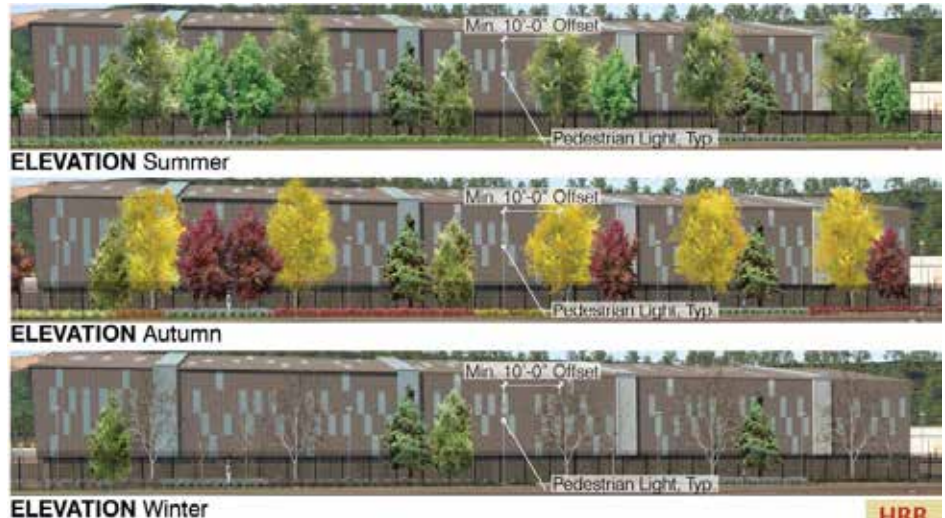 Min. 10'-0" Offset
Pedestrian Light, Typ.
ELEVATION Summer
Min. 10'-0" Offset
Pedestrian Light, Typ.
ELEVATION Autumn
Min. 10'-0" Offset
Pedestrian Light, Typ.
ELEVATION Winter
HRB